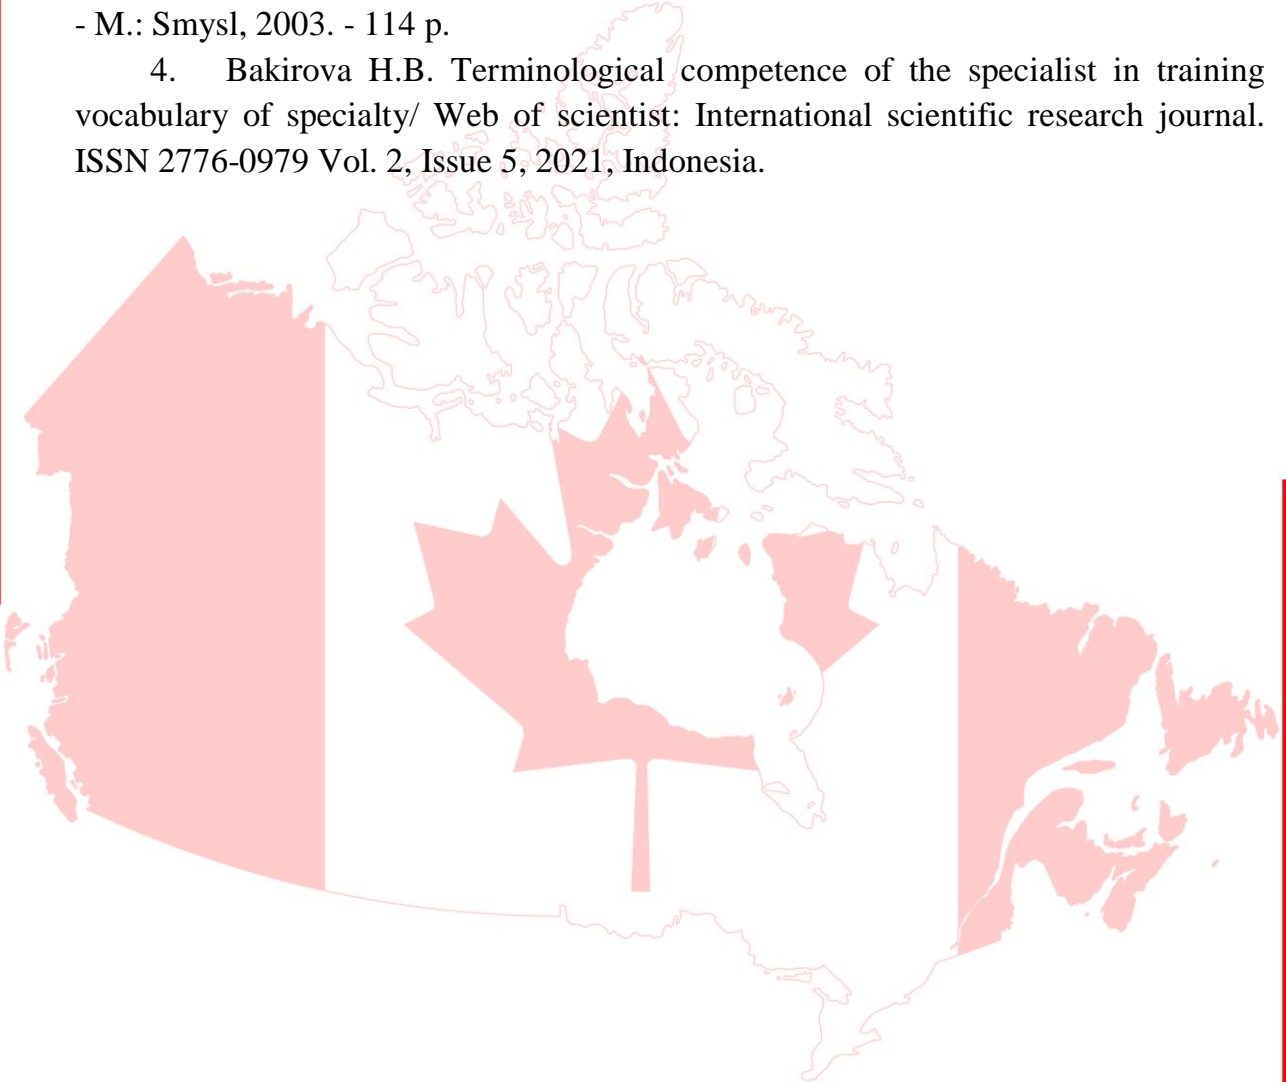 - M.: Smysl, 2003. - 114 p.
4. Bakirova H.B. Terminological competence of the specialist in training
vocabulary of specialty/ Web of scientist: International scientific research journal.
ISSN 2776-0979 Vol. 2, Issue 5, 2021, Indonesia.